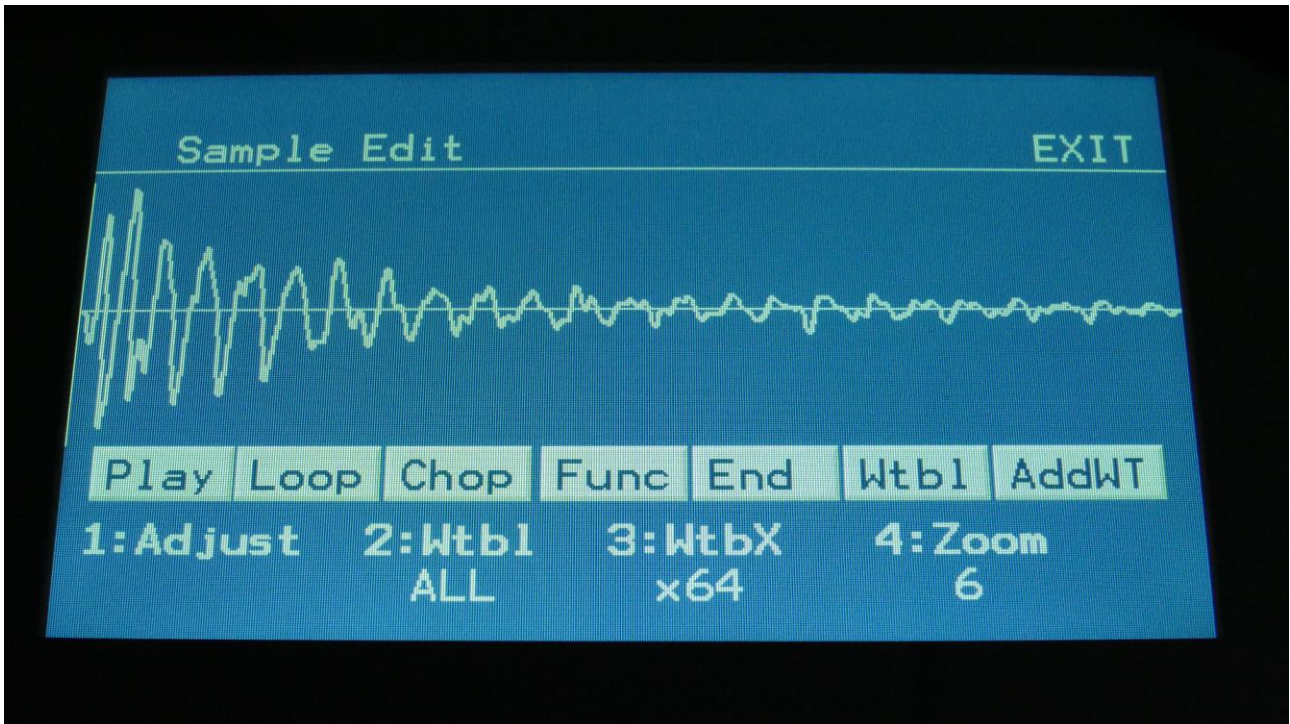 Sample Edit EXIT
Play Loop Chop Func End Wtbl AddWT
1:Adjust 2:Wtbl 3:WtbX 4:Zoom
ALL x64 6